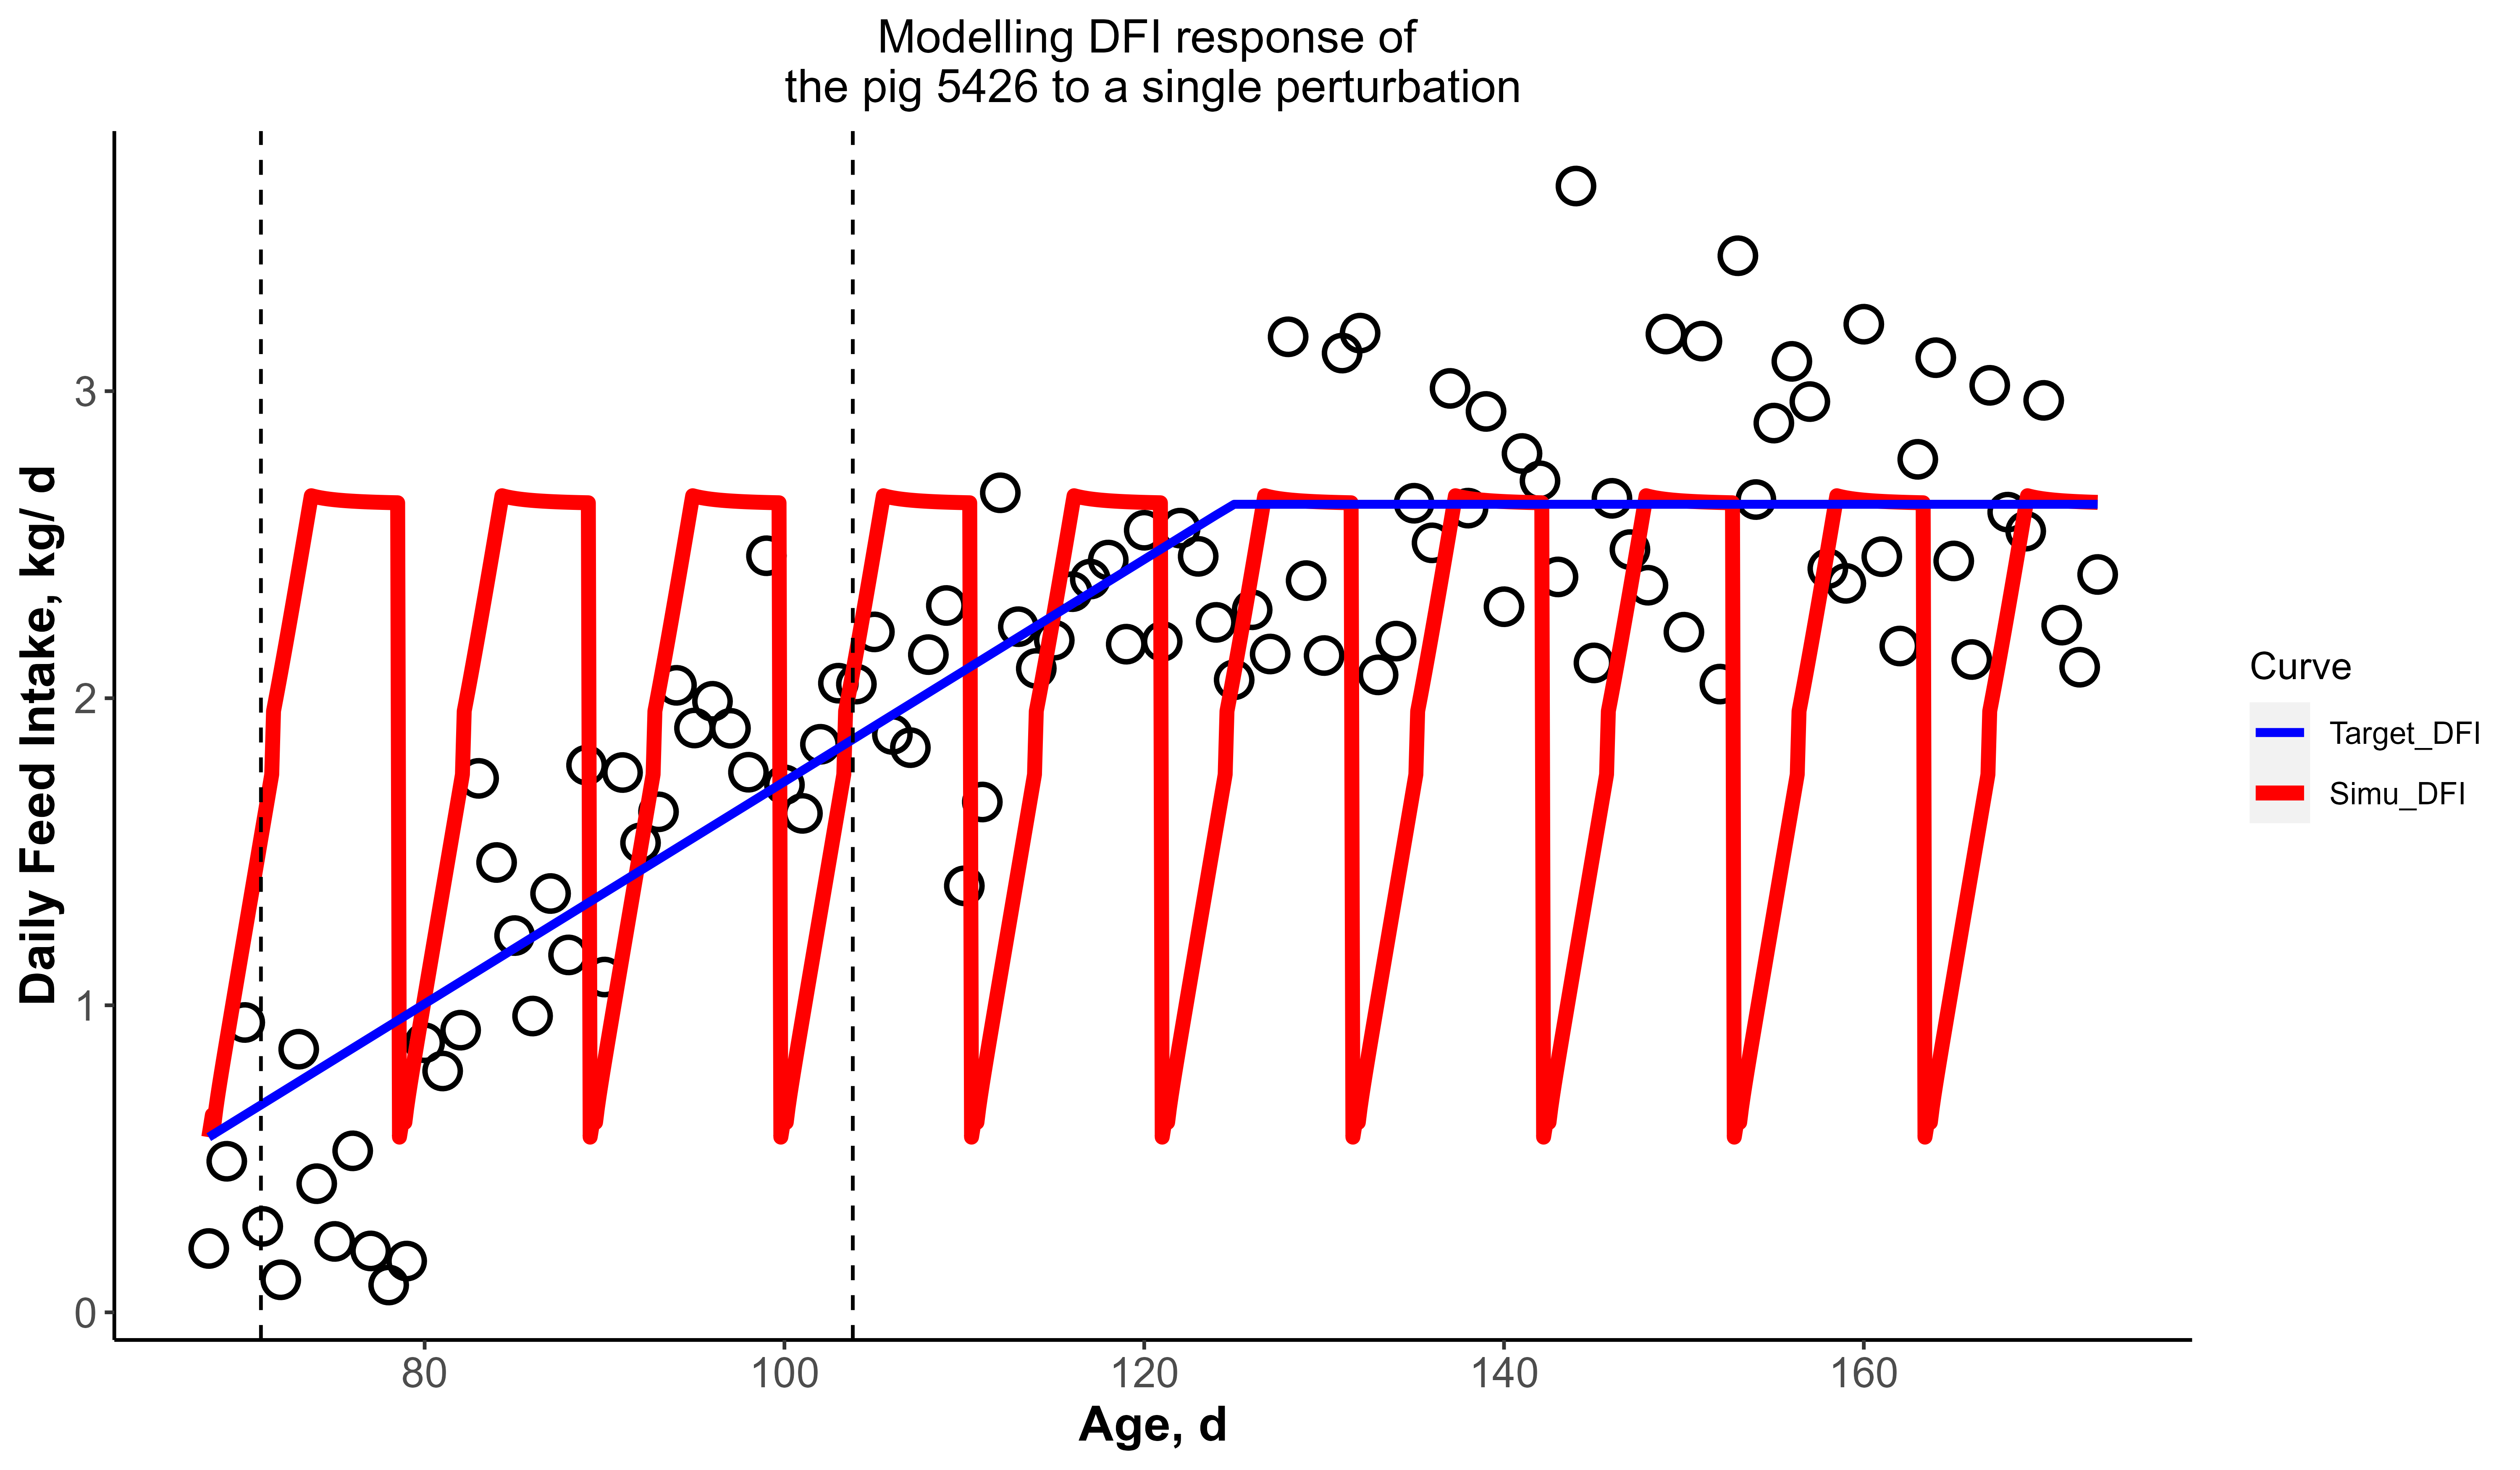 Modelling DFI response of
the pig 5426 to a single perturbation
Daily Feed Intake, kg/ d
3
2
1
0
80
100
120
140
160
Age, d
Curve
Target_DFI
Simu_DFI